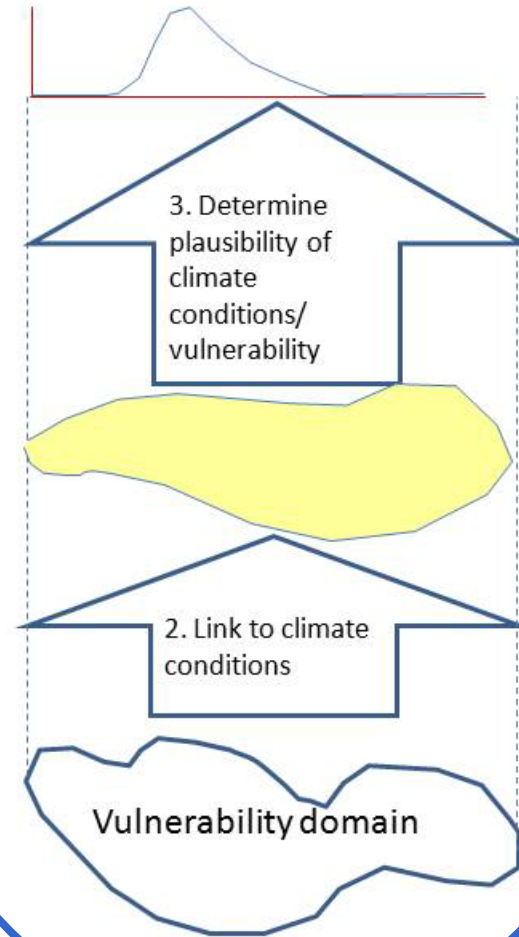 3. Determine
plausibility of
climate
conditions/
vulnerability
2. Link to climate
conditions
Vulnerability domain